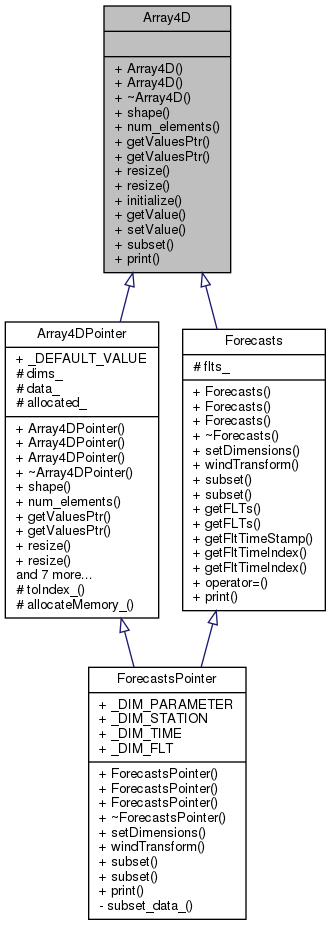 Array4D
+ Array4D()
+ Array4D()
+ ~Array4D()
+ shape()
+ num_elements()
+ getValuesPtr()
+ getValuesPtr()
+ resize()
+ resize()
+ initialize()
+ getValue()
+ setValue()
+ subset()
+ print()
Array4DPointer
+ _DEFAULT_VALUE
# dims_
# data_
# allocated_
+ Array4DPointer()
+ Array4DPointer()
+ Array4DPointer()
+ ~Array4DPointer()
+ shape()
+ num_elements()
+ getValuesPtr()
+ getValuesPtr()
+ resize()
+ resize()
and 7 more...
# toIndex_()
# allocateMemory_()
Forecasts
# flts_
+ Forecasts()
+ Forecasts()
+ Forecasts()
+ ~Forecasts()
+ setDimensions()
+ windTransform()
+ subset()
+ subset()
+ getFLTs()
+ getFLTs()
+ getFltTimeStamp()
+ getFltTimeIndex()
+ getFltTimeIndex()
+ operator=()
+ print()
ForecastsPointer
+ _DIM_PARAMETER
+ _DIM_STATION
+ _DIM_TIME
+ _DIM_FLT
+ ForecastsPointer()
+ ForecastsPointer()
+ ForecastsPointer()
+ ~ForecastsPointer()
+ setDimensions()
+ windTransform()
+ subset()
+ subset()
+ print()
- subset_data_()